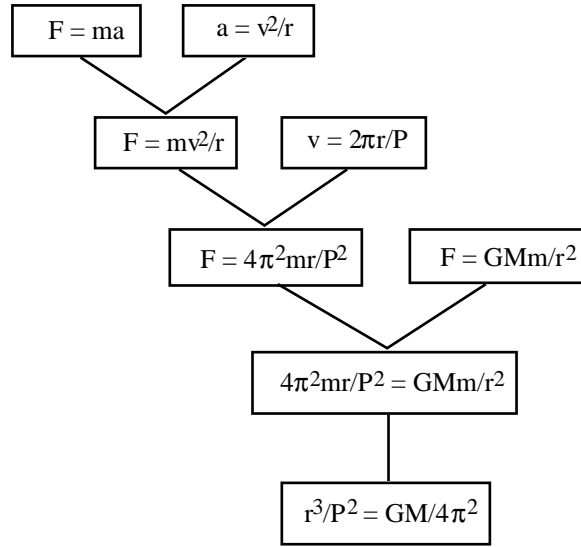 F = ma
a = v²/r
F = mv²/r
v = 2πr/P
F = 4π²mr/P²
F = GMm/r²
4π²mr/P² = GMm/r²
r³/P² = GM/4π²